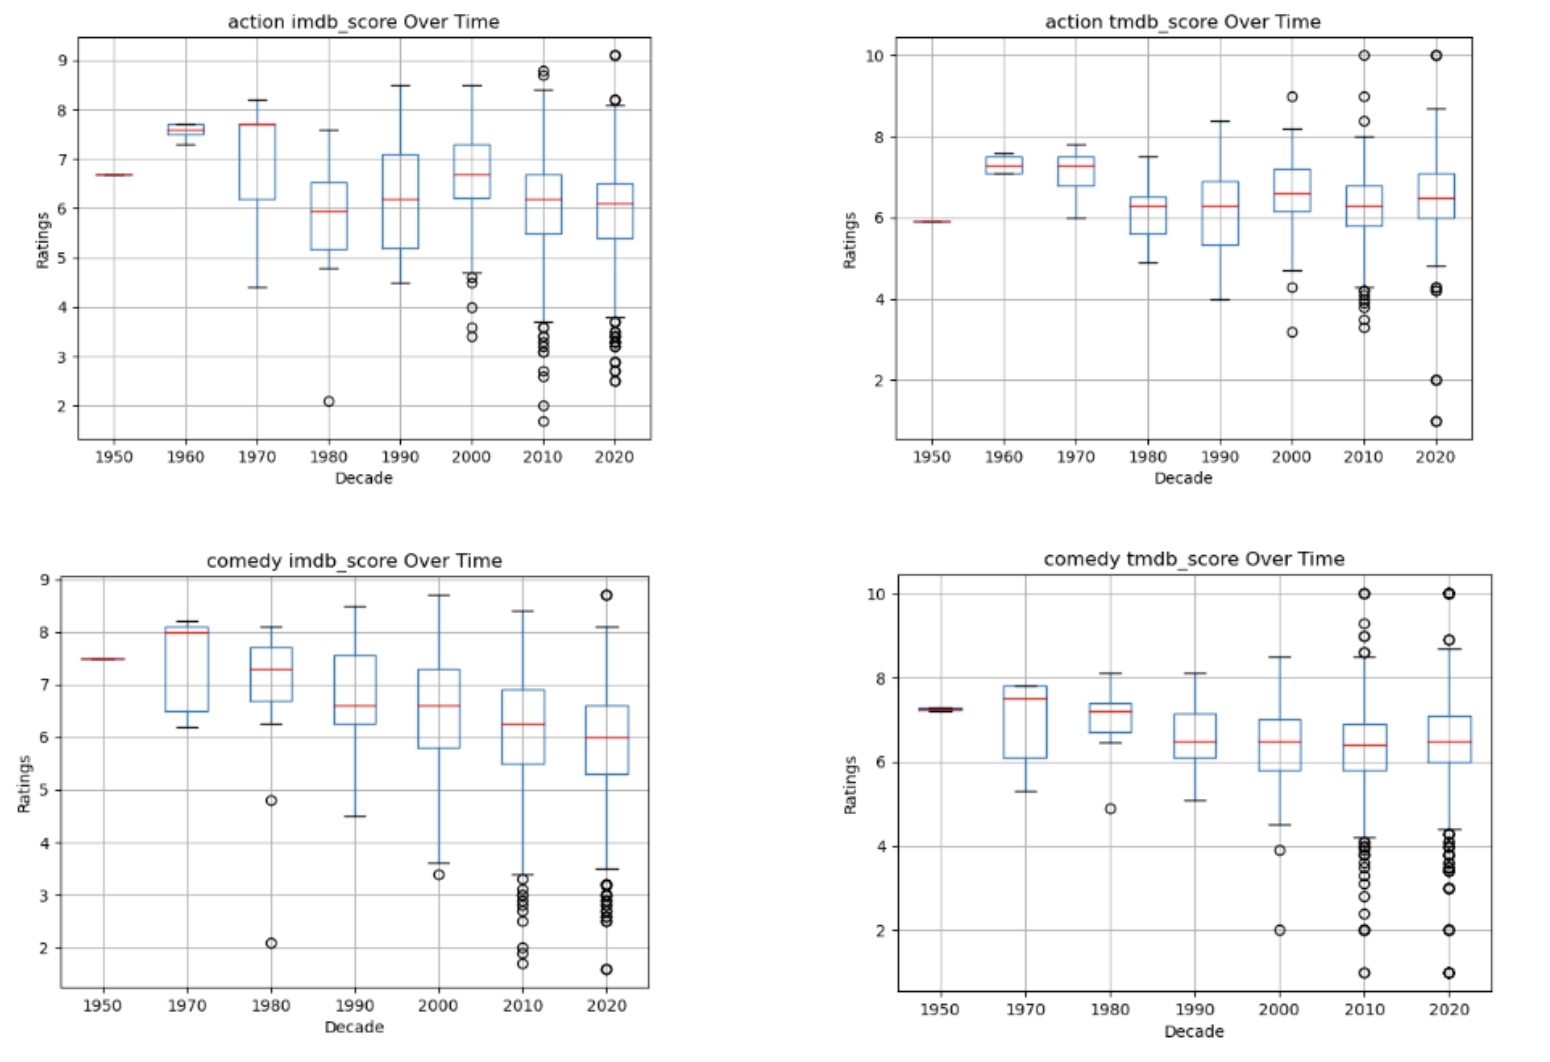 action imdb_score Over Time
9
8
7
6
5
4
3
2
Ratings
1950 1960 1970 1980 1990 2000 2010 2020
Decade
action tmdb_score Over Time
10
8
6
4
2
Ratings
1950 1960 1970 1980 1990 2000 2010 2020
Decade
comedy imdb_score Over Time
9
8
7
6
5
4
3
2
Ratings
1950 1970 1980 1990 2000 2010 2020
Decade
comedy tmdb_score Over Time
10
8
6
4
2
Ratings
1950 1970 1980 1990 2000 2010 2020
Decade